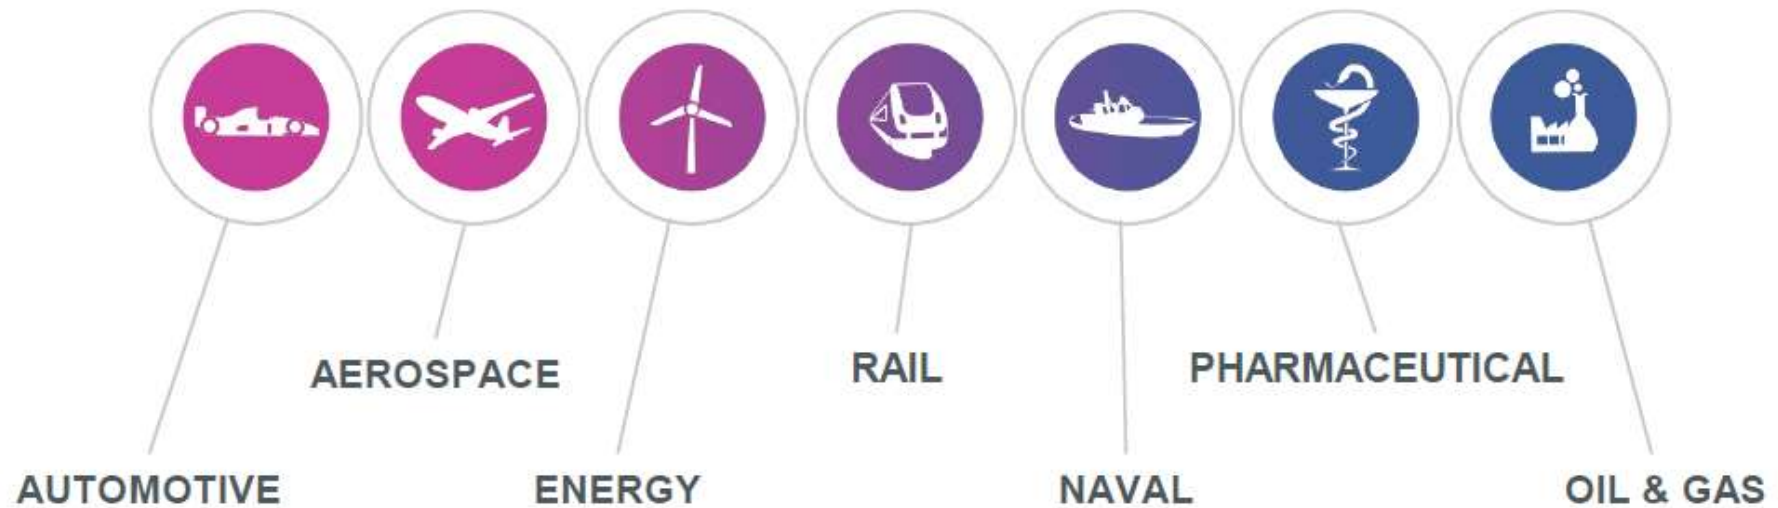 AUTOMOTIVE
AEROSPACE
ENERGY
RAIL
NAVAL
PHARMACEUTICAL
OIL & GAS